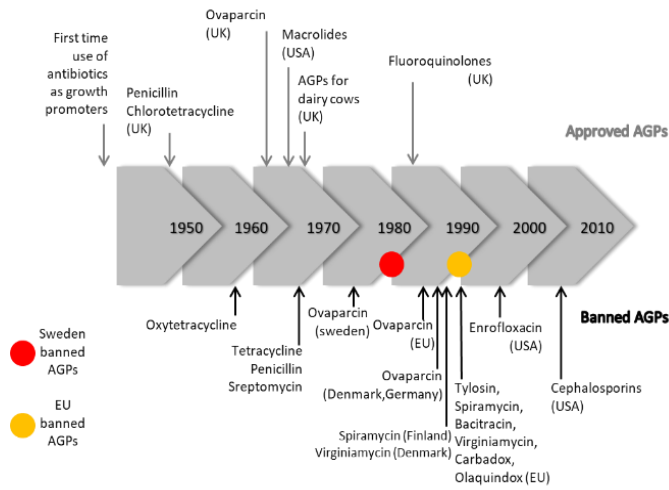 First time
use of
antibiotics
as growth
promoters
Penicillin
Chlorotetracycline
(UK)
Ovaparcin
(UK)
Macrolides
(USA)
AGPs for
dairy cows
(UK)
Fluoroquinolones
(UK)
Approved AGPs
1950
1960
1970
1980
1990
2000
2010
Banned AGPs
Oxytetracycline
Tetracycline
Penicillin
Sreptomycin
Ovaparcin
(sweden)
Ovaparcin
(EU)
Ovaparcin
(Denmark,Germany)
Spiramycin (Finland)
Virginiamycin (Denmark)
Tylosin,
Spiramycin,
Bacitracin,
Virginiamycin,
Carbadox,
Olaquindox (EU)
Enrofloxacin
(USA)
Cephalosporins
(USA)
Sweden
banned
AGPs
EU
banned
AGPs